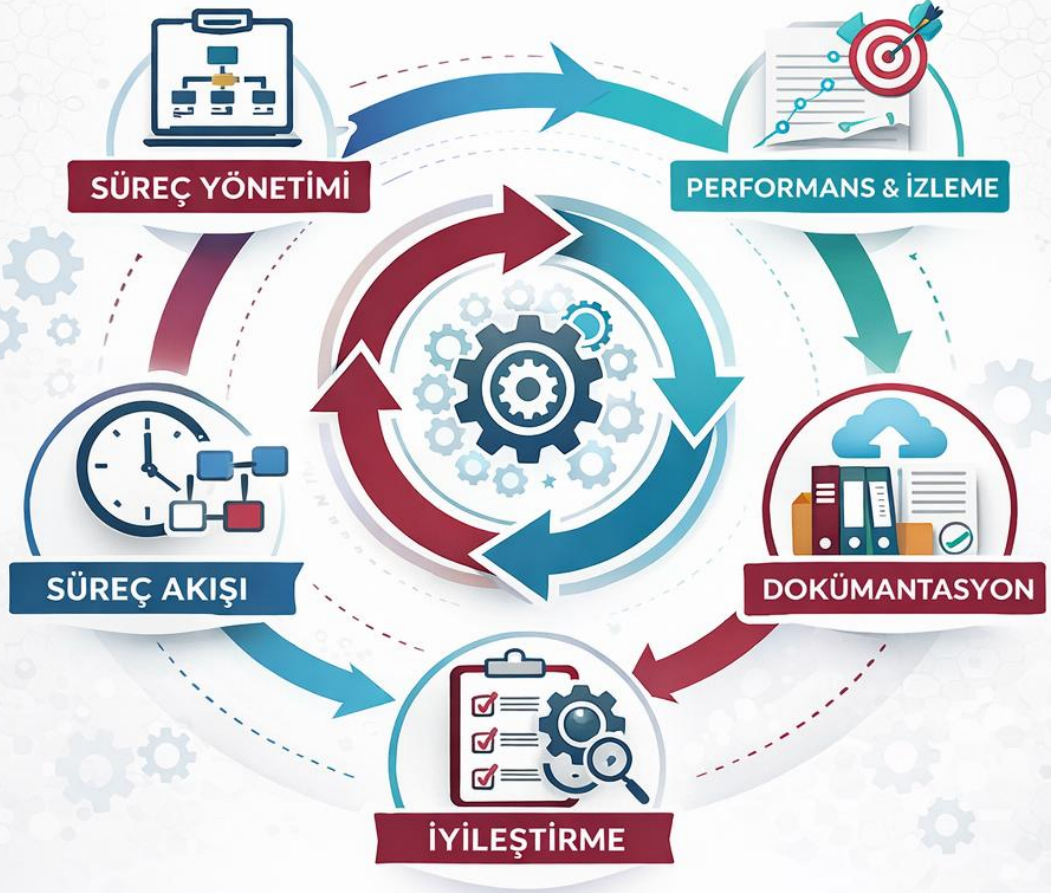 SÜREÇ YÖNETİMİ
PERFORMANS & İZLEME
SÜREÇ AKIŞI
DOKÜMANTASYON
İYİLEŞTİRME